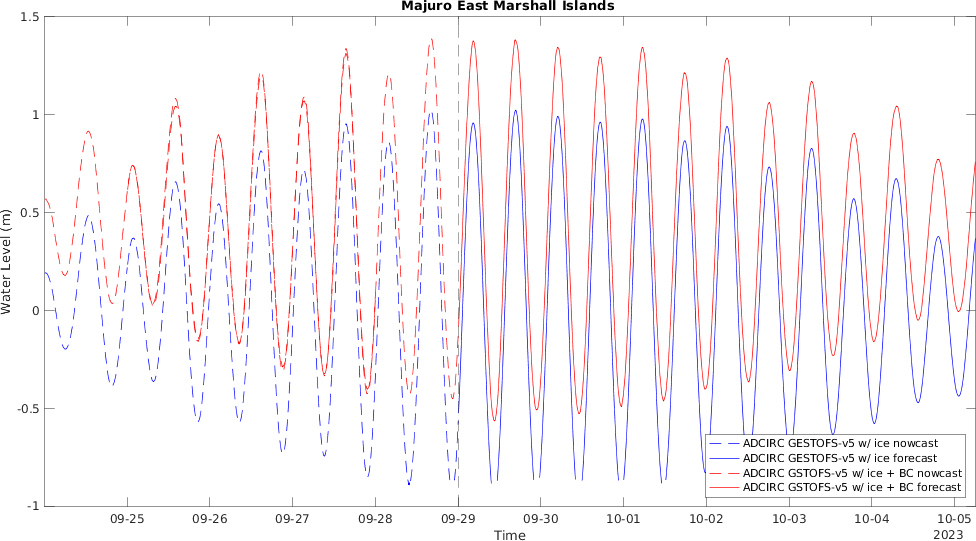 Majuro East Marshall Islands
1.5
1
0.5
0
-0.5
-1
Water Level (m)
ADCIRC GESTOFS-v5 w/ ice nowcast
ADCIRC GESTOFS-v5 w/ ice forecast
ADCIRC GSTOFS-v5 w/ ice + BC nowcast
ADCIRC GSTOFS-v5 w/ ice + BC forecast
09-25 09-26 09-27 09-28 09-29 09-30 10-01 10-02 10-03 10-04 10-05
Time
2023